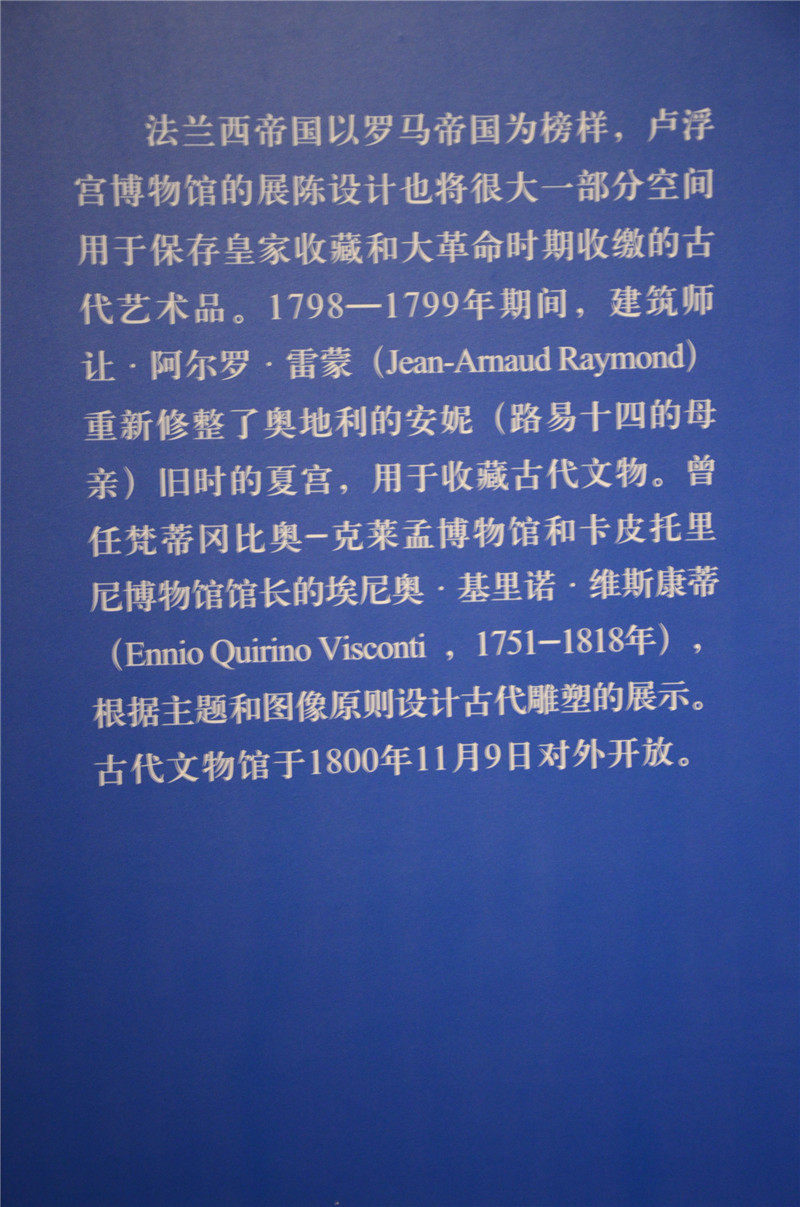 法兰西帝国以罗马帝国为榜样，卢浮
宫博物馆的展陈设计也将很大一部分空间
用于保存皇家收藏和大革命时期收缴的古
代艺术品。1798—1799年期间，建筑师
让·阿尔罗·雷蒙（Jean-Arnaud Raymond）
重新修整了奥地利的安妮（路易十四的母
亲）旧时的夏宫，用于收藏古代文物。曾
任梵蒂冈比奥–克莱孟博物馆和卡皮托里
尼博物馆馆长的埃尼奥·基里诺·维斯康蒂
（Ennio Quirino Visconti ，1751–1818年），
根据主题和图像原则设计古代雕塑的展示。
古代文物馆于1800年11月9日对外开放。